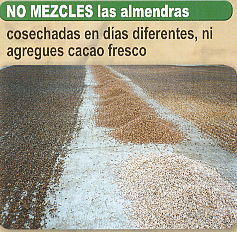 NO MEZCLES las almendras
cosechadas en días diferentes, ni
agregues cacao fresco